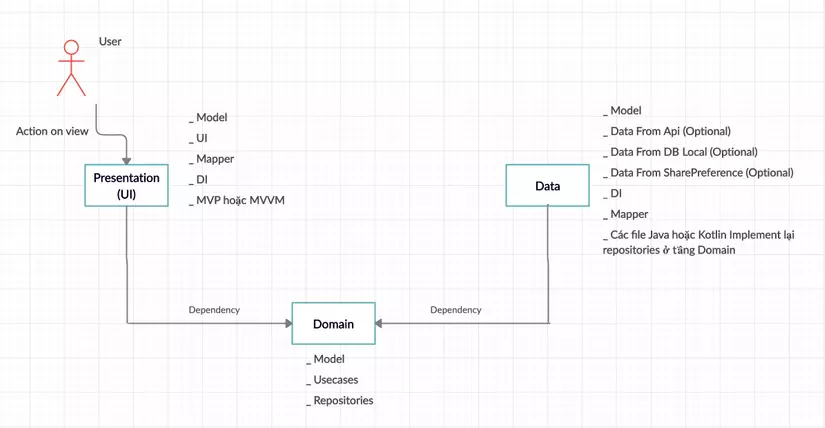 User
Action on view
Presentation
(UI)
_ Model
_ UI
_ Mapper
_ DI
_ MVP hoặc MVVM
Data
_ Model
_ Data From Api (Optional)
_ Data From DB Local (Optional)
_ Data From SharePreference (Optional)
_ DI
_ Mapper
_ Các file Java hoặc Kotlin Implement lại
repositories ở tầng Domain
Dependency
Dependency
Domain
_ Model
_ Usecases
_ Repositories